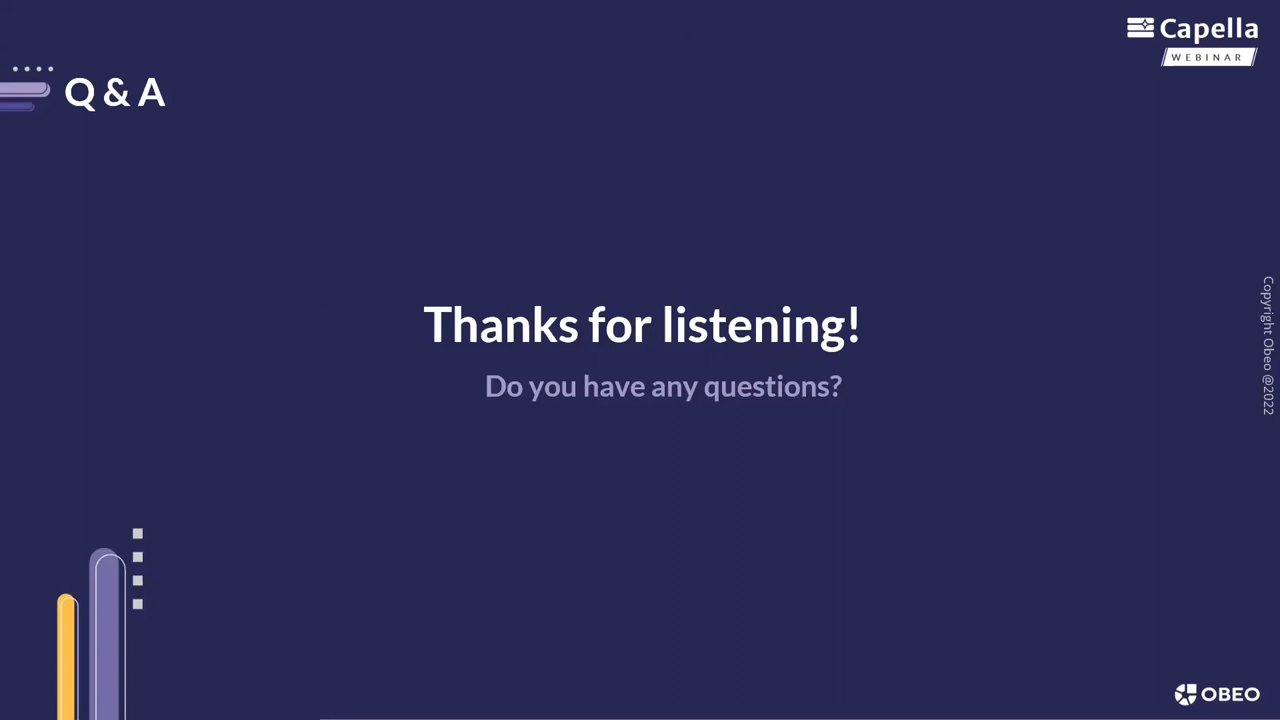 Capella
WEBINAR
Q & A
Thanks for listening!
Do you have any questions?
Copyright Obeo @2022
OBEO